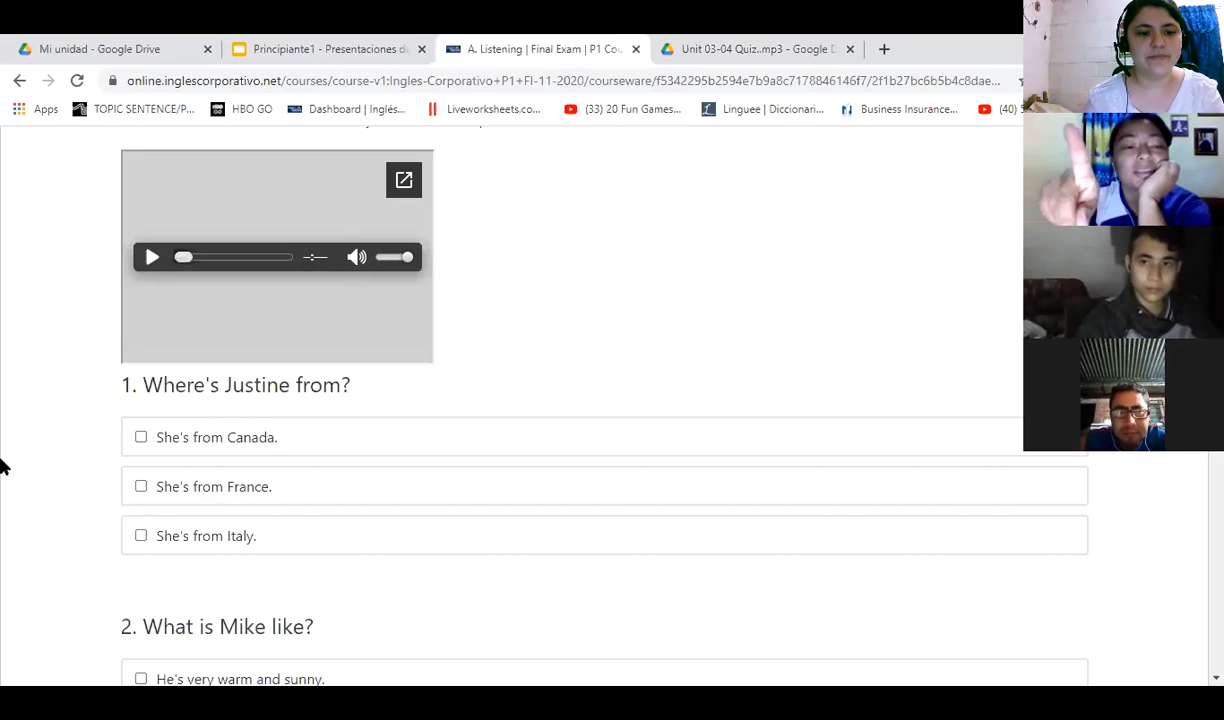 Mi unidad - Google Drive
Principiante1 - Presentaciones de
A. Listening | Final Exam | P1 Cou
Unit 03-04 Quiz..mp3 - Google D
online.inglescorporativo.net/courses/course-v1:Ingles-Corporativo+P1+FI-11-2020/courseware/f5342295b2594e7b9a8c7178846146f7/2f1b27bc6b5b4c8dae...
Apps
TOPIC SENTENCE/P...
HBO GO
Dashboard | Inglés...
Liveworksheets.co...
(33) 20 Fun Games...
Linguee | Diccionari...
Business Insurance...
(40)
-:--
1. Where's Justine from?
She's from Canada.
She's from France.
She's from Italy.
2. What is Mike like?
He's very warm and sunny.